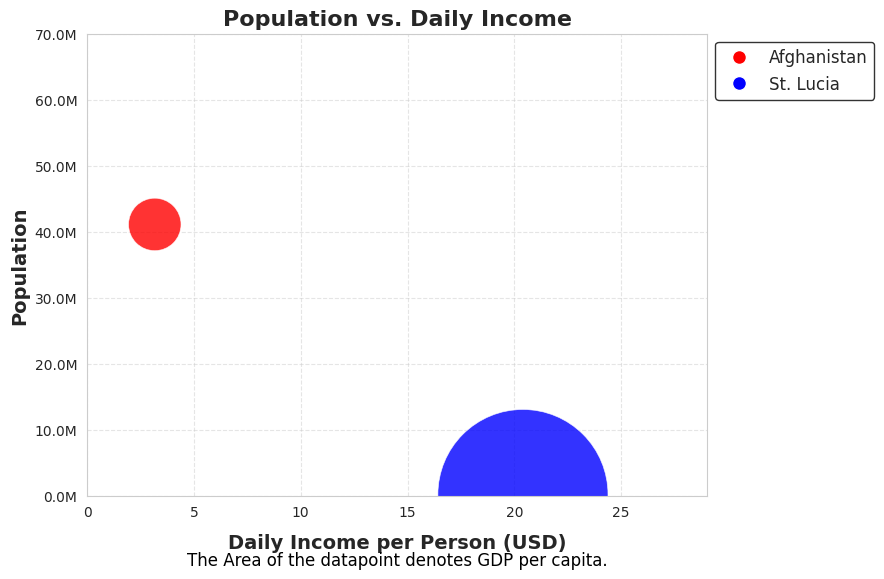 Population vs. Daily Income
70.0M
60.0M
50.0M
40.0M
30.0M
20.0M
10.0M
0.0M
Population
0 5 10 15 20 25
Daily Income per Person (USD)
The Area of the datapoint denotes GDP per capita.
Afghanistan
St. Lucia